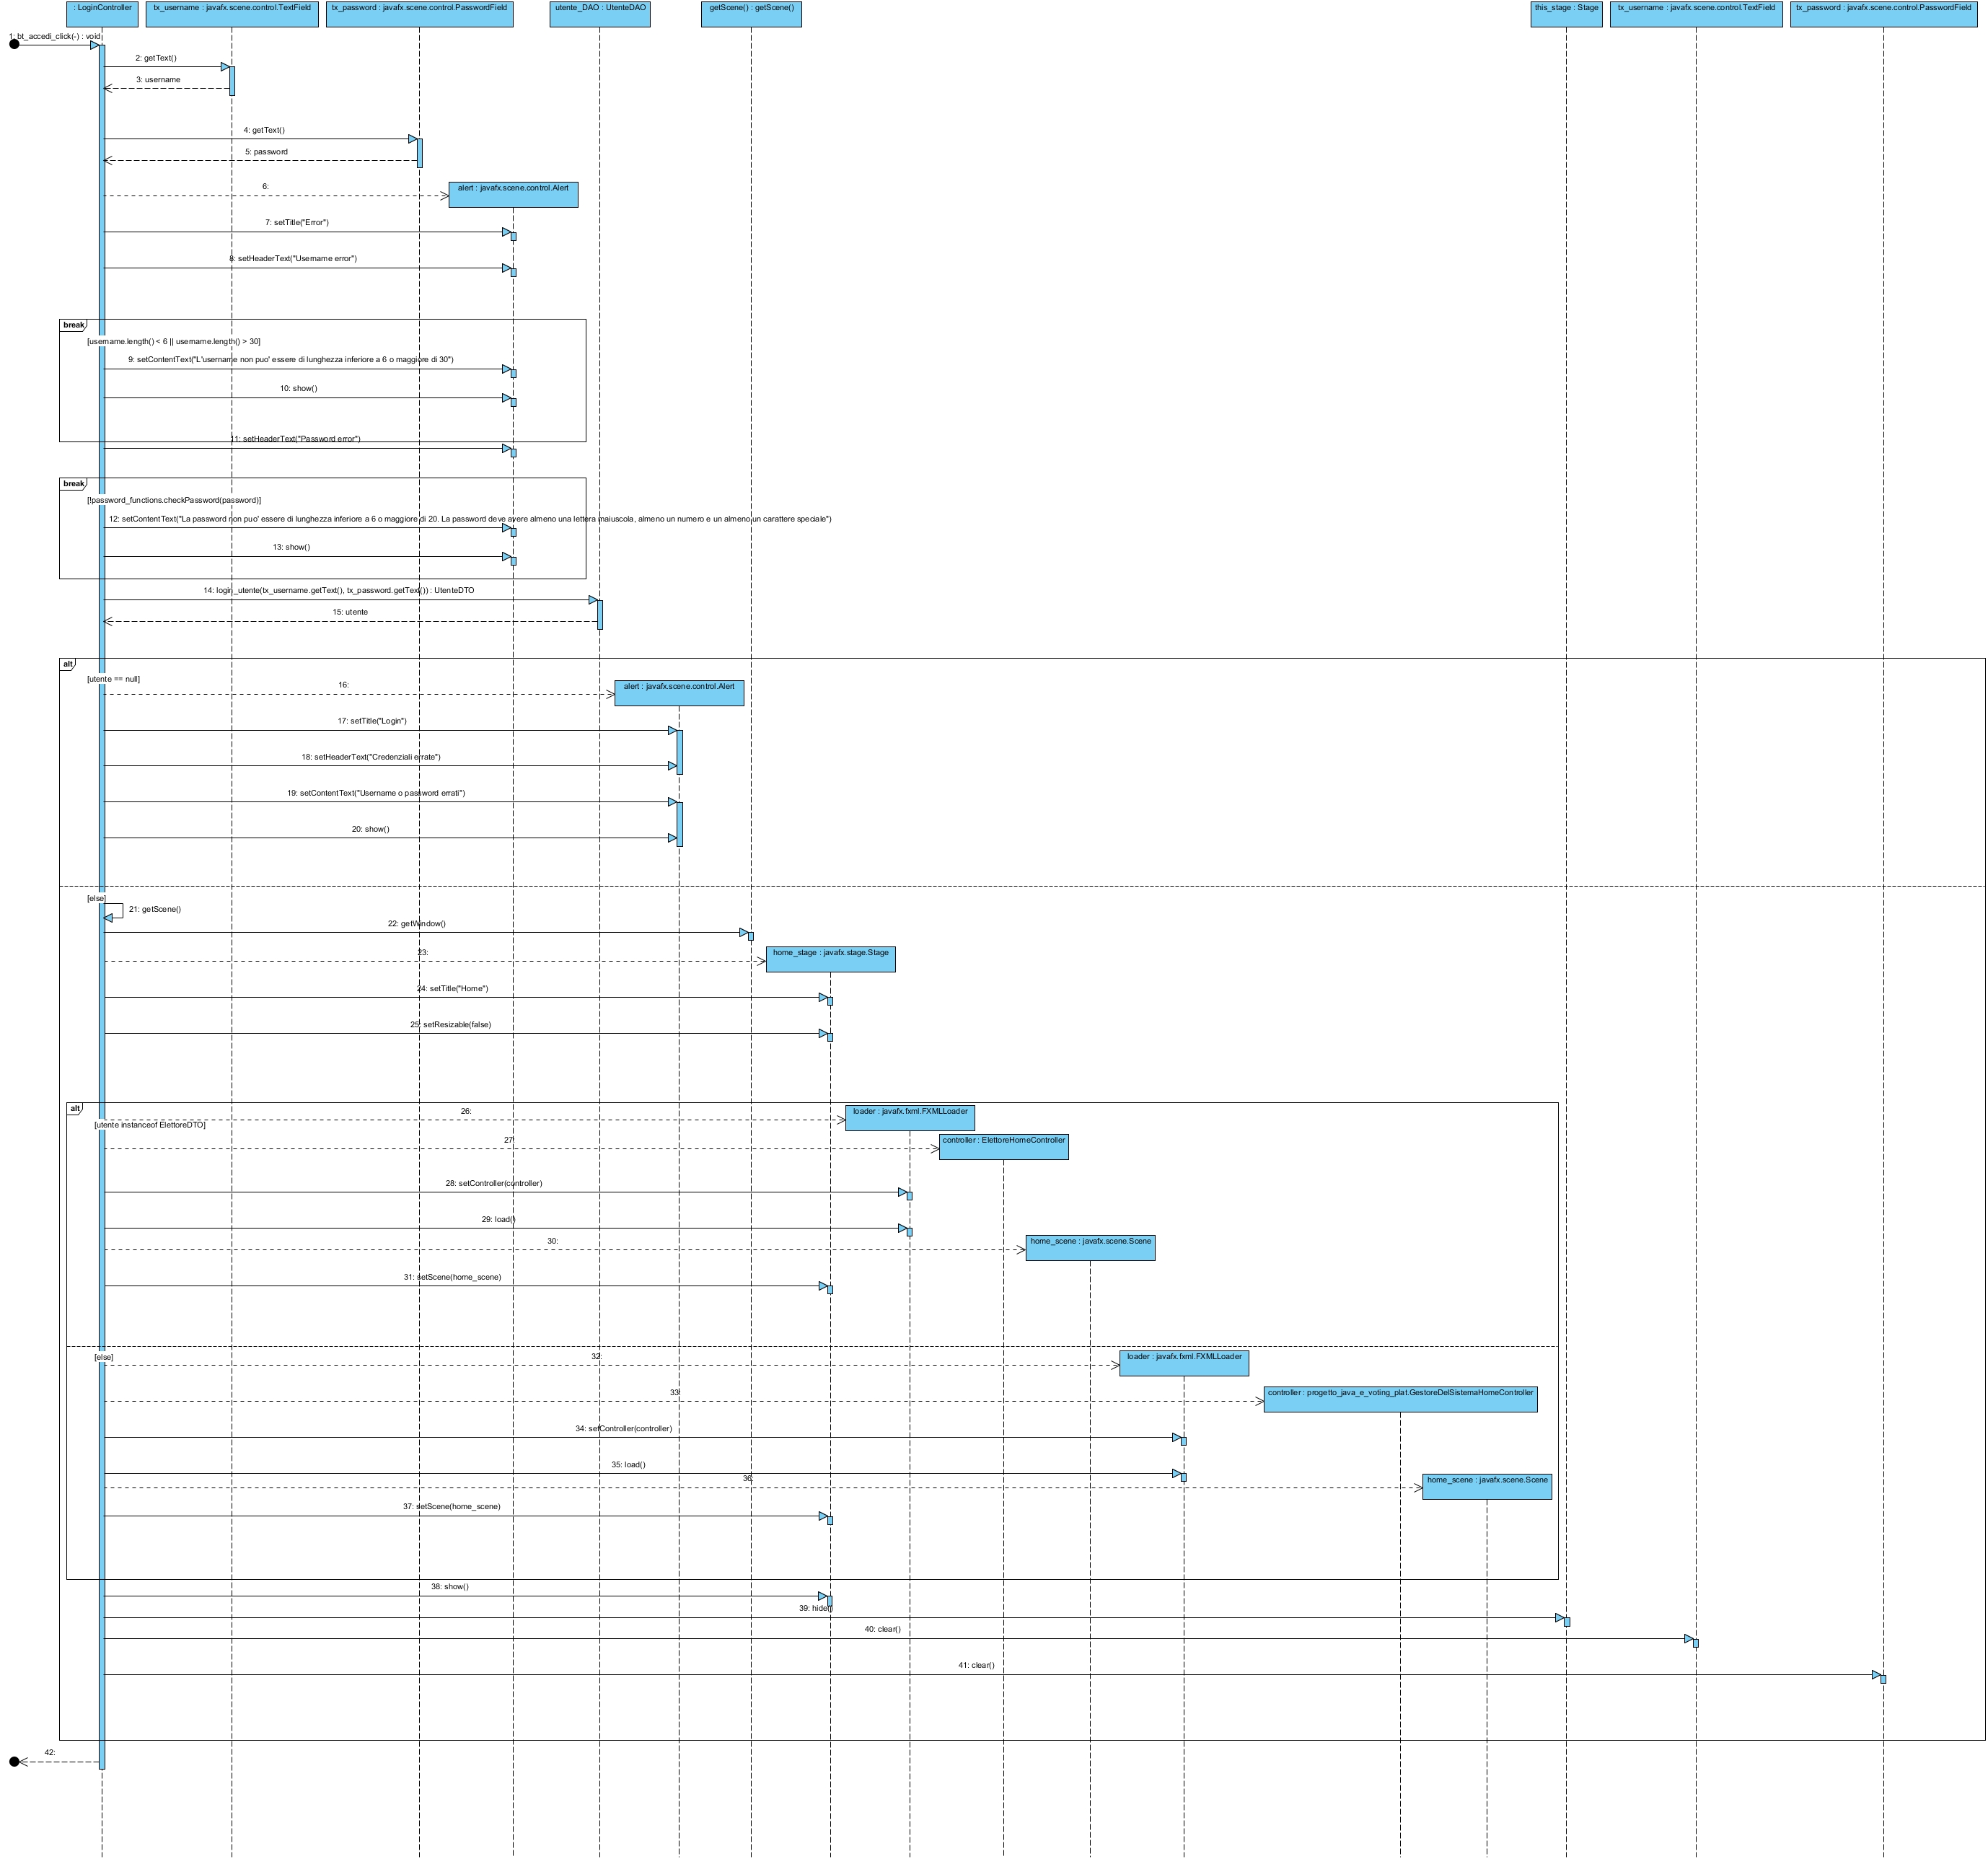 : LoginController
tx_username : javafx.scene.control.TextField
tx_password : javafx.scene.control.PasswordField
utente_DAO : UtenteDAO
getScene() : getScene()
this_stage : Stage
tx_username : javafx.scene.control.TextField
tx_password : javafx.scene.control.PasswordField
1: bt_accedi_click(-) : void
2: getText()
3: username
4: getText()
5: password
6:
alert : javafx.scene.control.Alert
7: setTitle("Error")
8: setHeaderText("Username error")
break
[username.length() < 6 || username.length() > 30]
9: setContentText("L'username non puo' essere di lunghezza inferiore a 6 o maggiore di 30")
10: show()
11: setHeaderText("Password error")
break
[!password_functions.checkPassword(password)]
12: setContentText("La password non puo' essere di lunghezza inferiore a 6 o maggiore di 20. La password deve avere almeno una lettera maiuscola, almeno un numero e un almeno un carattere speciale")
13: show()
14: login_utente(tx_username.getText(), tx_password.getText()) : UtenteDTO
15: utente
alt
[utente == null]
16:
alert : javafx.scene.control.Alert
17: setTitle("Login")
18: setHeaderText("Credenziali errate")
19: setContentText("Username o password errati")
20: show()
[else]
21: getScene()
22: getWindow()
23:
home_stage : javafx.stage.Stage
24: setTitle("Home")
25: setResizable(false)
alt
26:
loader : javafx.fxml.FXMLLoader
[utente instanceof ElettoreDTO]
27:
controller : ElettoreHomeController
28: setController(controller)
29: load()
30:
home_scene : javafx.scene.Scene
31: setScene(home_scene)
[else]
32:
loader : javafx.fxml.FXMLLoader
33:
controller : progetto_java_e_voting_plat.GestoreDelSistemaHomeController
34: setController(controller)
35: load()
36:
home_scene : javafx.scene.Scene
37: setScene(home_scene)
38: show()
39: hide()
40: clear()
41: clear()
42: